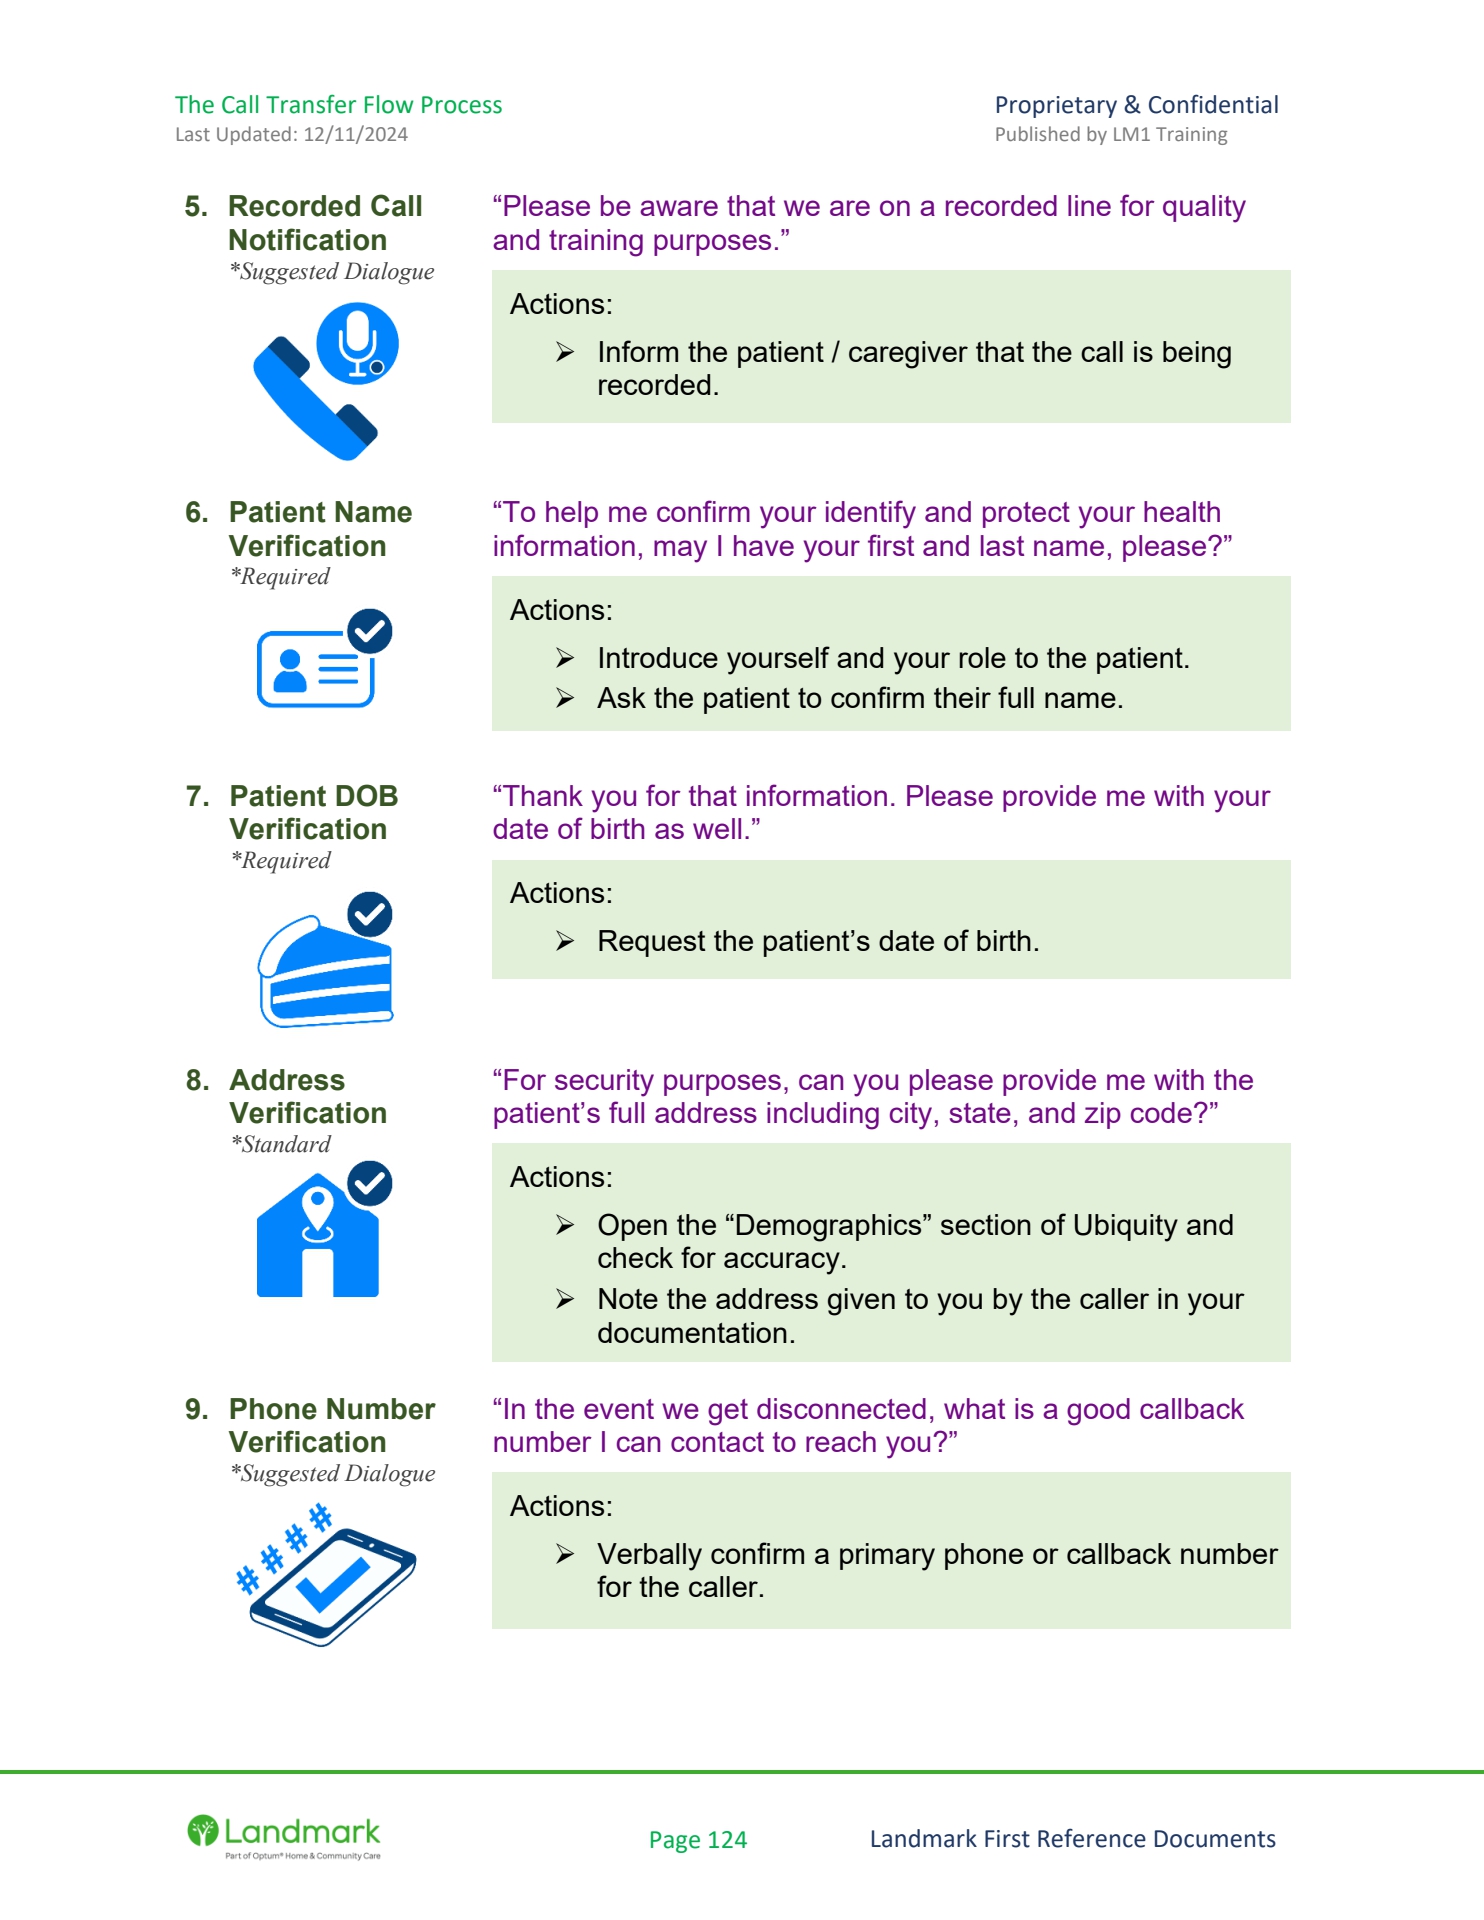 The Call Transfer Flow Process
Proprietary & Confidential
Last Updated: 12/11/2024
Published by LM1 Training
5. Recorded Call
Notification
*Suggested Dialogue
“Please be aware that we are on a recorded line for quality
and training purposes.”
Actions:
➢ Inform the patient / caregiver that the call is being
recorded.
6. Patient Name
Verification
*Required
“To help me confirm your identify and protect your health
information, may I have your first and last name, please?”
Actions:
➢ Introduce yourself and your role to the patient.
➢ Ask the patient to confirm their full name.
7. Patient DOB
Verification
*Required
“Thank you for that information. Please provide me with your
date of birth as well.”
Actions:
➢ Request the patient’s date of birth.
8. Address
Verification
*Standard
“For security purposes, can you please provide me with the
patient’s full address including city, state, and zip code?”
Actions:
➢ Open the “Demographics” section of Ubiquity and
check for accuracy.
➢ Note the address given to you by the caller in your
documentation.
9. Phone Number
Verification
*Suggested Dialogue
# # # #
“In the event we get disconnected, what is a good callback
number I can contact to reach you?”
Actions:
➢ Verbally confirm a primary phone or callback number
for the caller.
Landmark
Part of Optum® Home & Community Care
Page 124
Landmark First Reference Documents